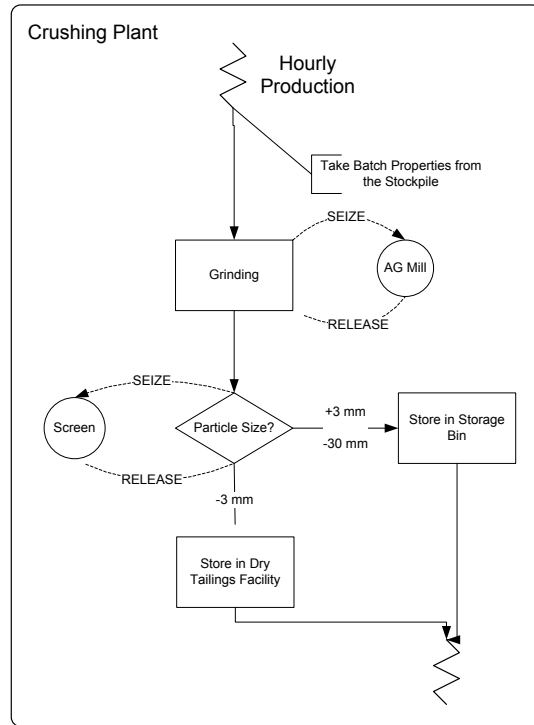 Crushing Plant
Hourly
Production
Take Batch Properties from
the Stockpile
SEIZE
Grinding
AG Mill
RELEASE
SEIZE
+3 mm
Screen
Particle Size?
-30 mm
Store in Storage
Bin
RELEASE
-3 mm
Store in Dry
Tailings Facility